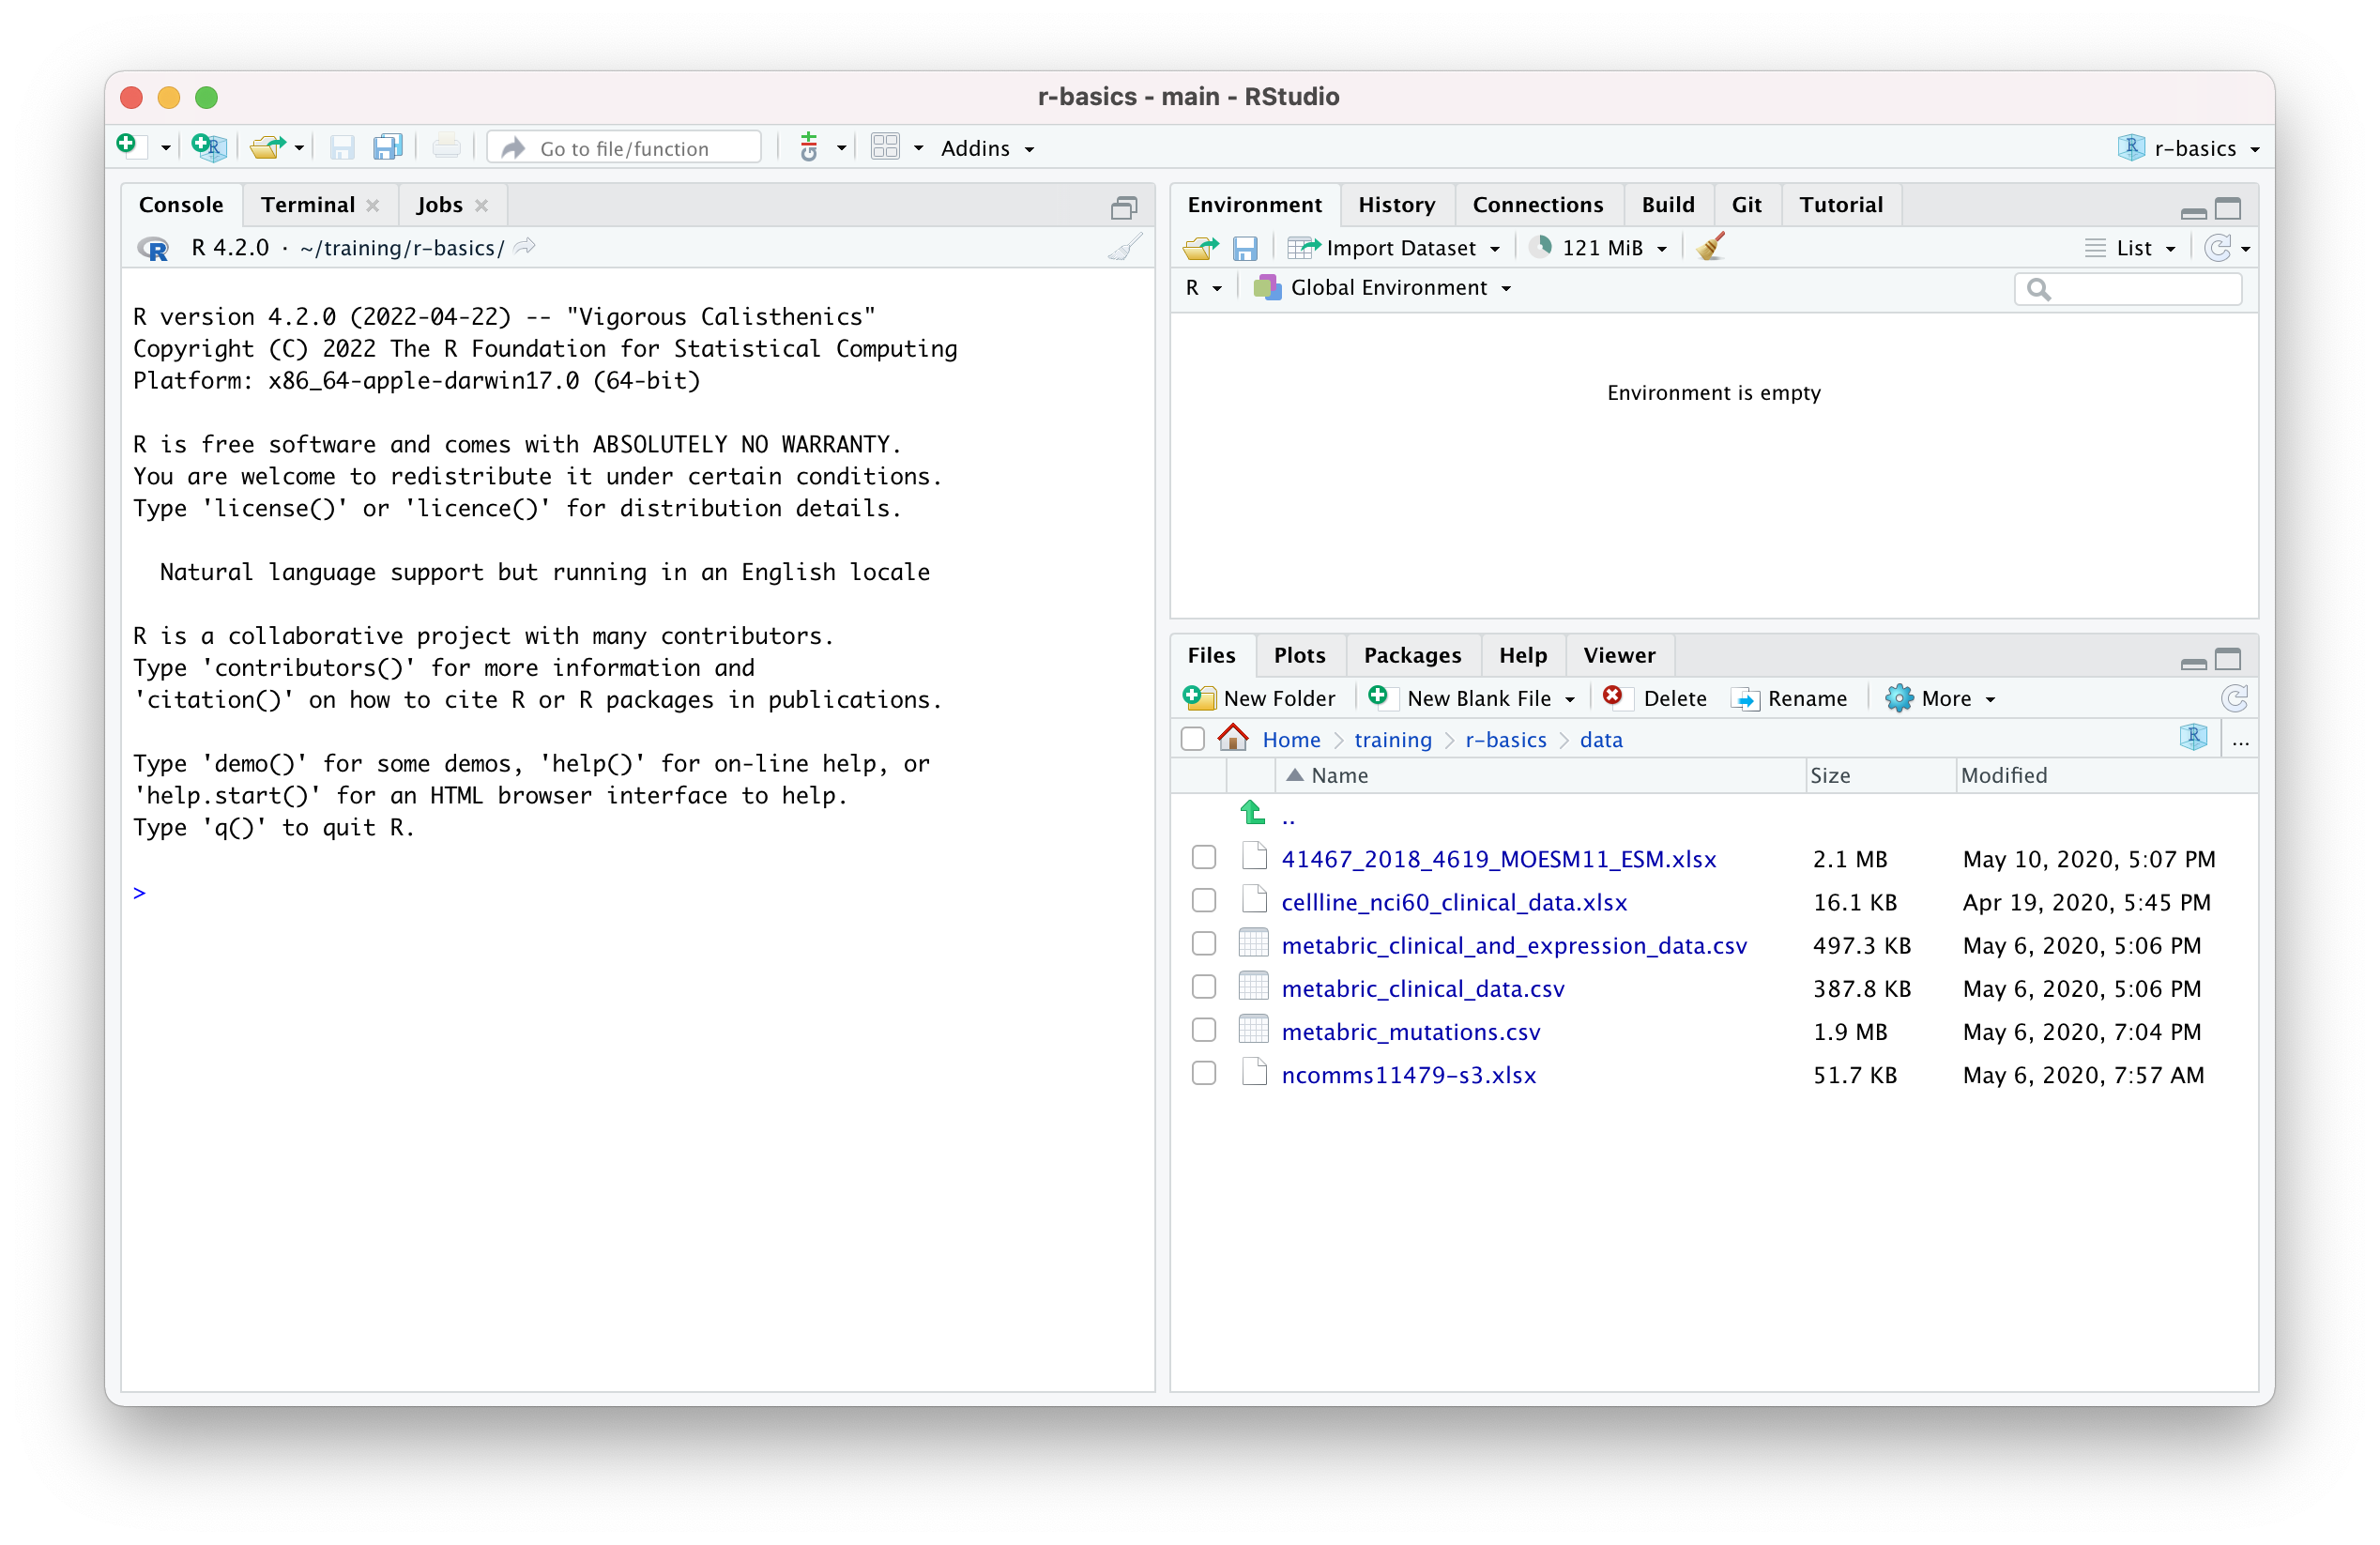 r-basics - main - RStudio
Go to file/function
Addins
r-basics
Console Terminal Jobs
R 4.2.0 · ~/training/r-basics/
R version 4.2.0 (2022-04-22) -- "Vigorous Calisthenics"
Copyright (C) 2022 The R Foundation for Statistical Computing
Platform: x86_64-apple-darwin17.0 (64-bit)
R is free software and comes with ABSOLUTELY NO WARRANTY.
You are welcome to redistribute it under certain conditions.
Type 'license()' or 'licence()' for distribution details.
Natural language support but running in an English locale
R is a collaborative project with many contributors.
Type 'contributors()' for more information and
'citation()' on how to cite R or R packages in publications.
Type 'demo()' for some demos, 'help()' for on-line help, or
'help.start()' for an HTML browser interface to help.
Type 'q()' to quit R.
>
Environment History Connections Build Git Tutorial
Import Dataset 121 MiB List
R Global Environment
Environment is empty
Files Plots Packages Help Viewer
New Folder New Blank File Delete Rename More
Home training r-basics data ...
Name Size Modified
..
41467_2018_4619_MOESM11_ESM.xlsx 2.1 MB May 10, 2020, 5:07 PM
cellline_nci60_clinical_data.xlsx 16.1 KB Apr 19, 2020, 5:45 PM
metabric_clinical_and_expression_data.csv 497.3 KB May 6, 2020, 5:06 PM
metabric_clinical_data.csv 387.8 KB May 6, 2020, 5:06 PM
metabric_mutations.csv 1.9 MB May 6, 2020, 7:04 PM
ncomms11479-s3.xlsx 51.7 KB May 6, 2020, 7:57 AM